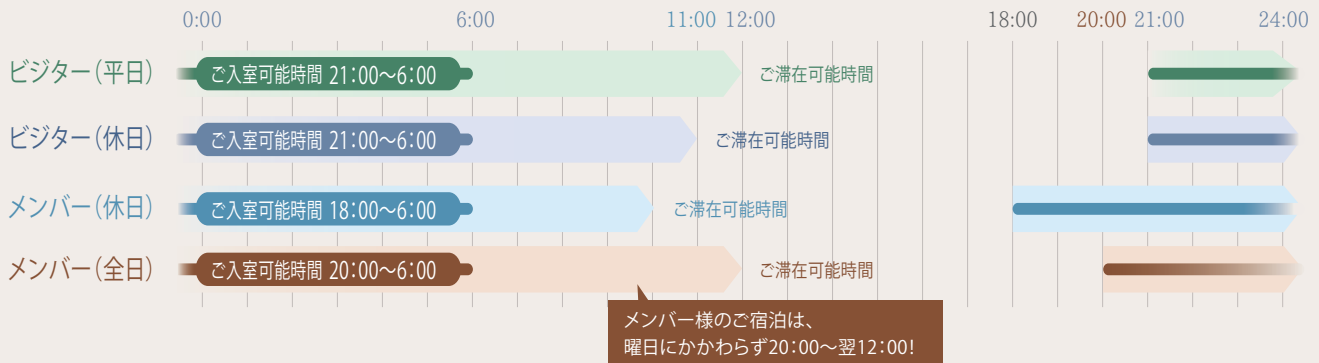 0:00 6:00 11:00 12:00 18:00 20:00 21:00 24:00
ビジター（平日） ご入室可能時間 21:00〜6:00 ご滞在可能時間
ビジター（休日） ご入室可能時間 21:00〜6:00 ご滞在可能時間
メンバー（休日） ご入室可能時間 18:00〜6:00 ご滞在可能時間
メンバー（全日） ご入室可能時間 20:00〜6:00 ご滞在可能時間
メンバー様のご宿泊は、
曜日にかかわらず20:00〜翌12:00!